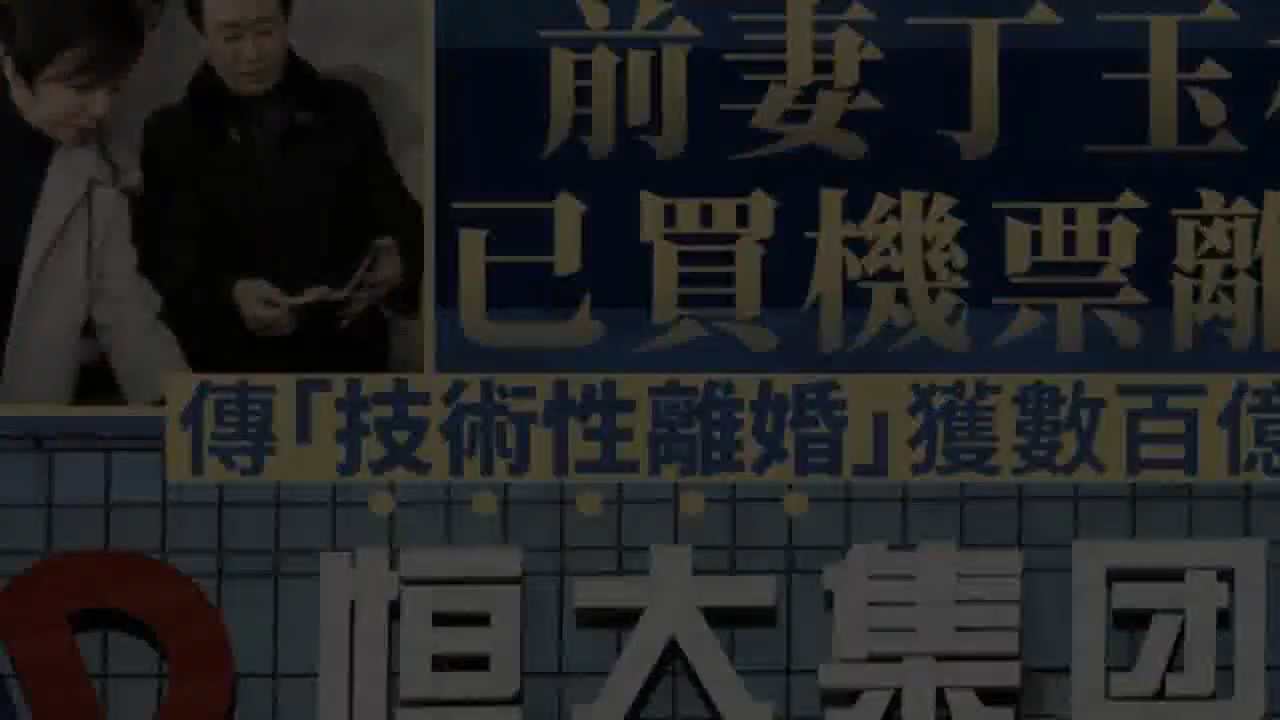 前妻丁玉
已買機票離
傳「技術性離婚」獲數百億
恒大集团